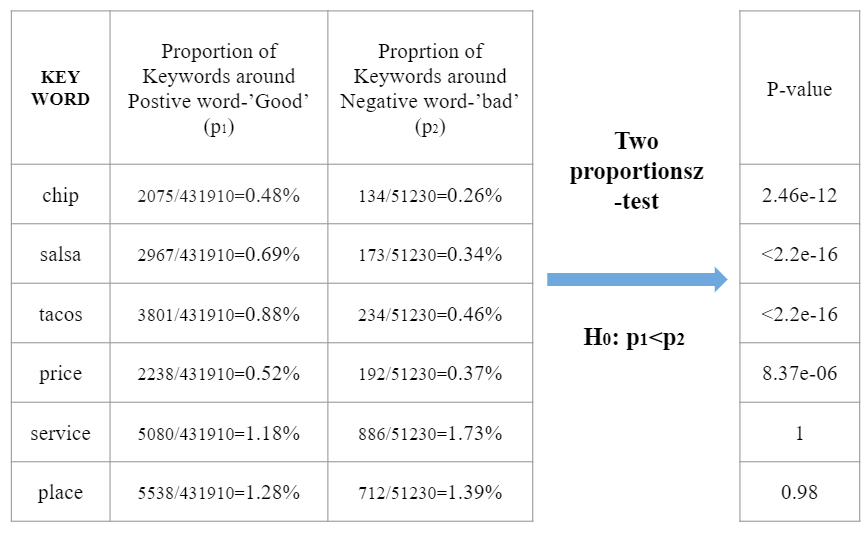 KEY
WORD
Proportion of
Keywords around
Postive word-’Good’
(p1)
Proprtion of
Keywords around
Negative word-’bad’
(p2)
Two
proportionsz
-test
P-value
chip 2075/431910=0.48% 134/51230=0.26% 2.46e-12
salsa 2967/431910=0.69% 173/51230=0.34% <2.2e-16
tacos 3801/431910=0.88% 234/51230=0.46% <2.2e-16
H0: p1<p2
price 2238/431910=0.52% 192/51230=0.37% 8.37e-06
service 5080/431910=1.18% 886/51230=1.73% 1
place 5538/431910=1.28% 712/51230=1.39% 0.98